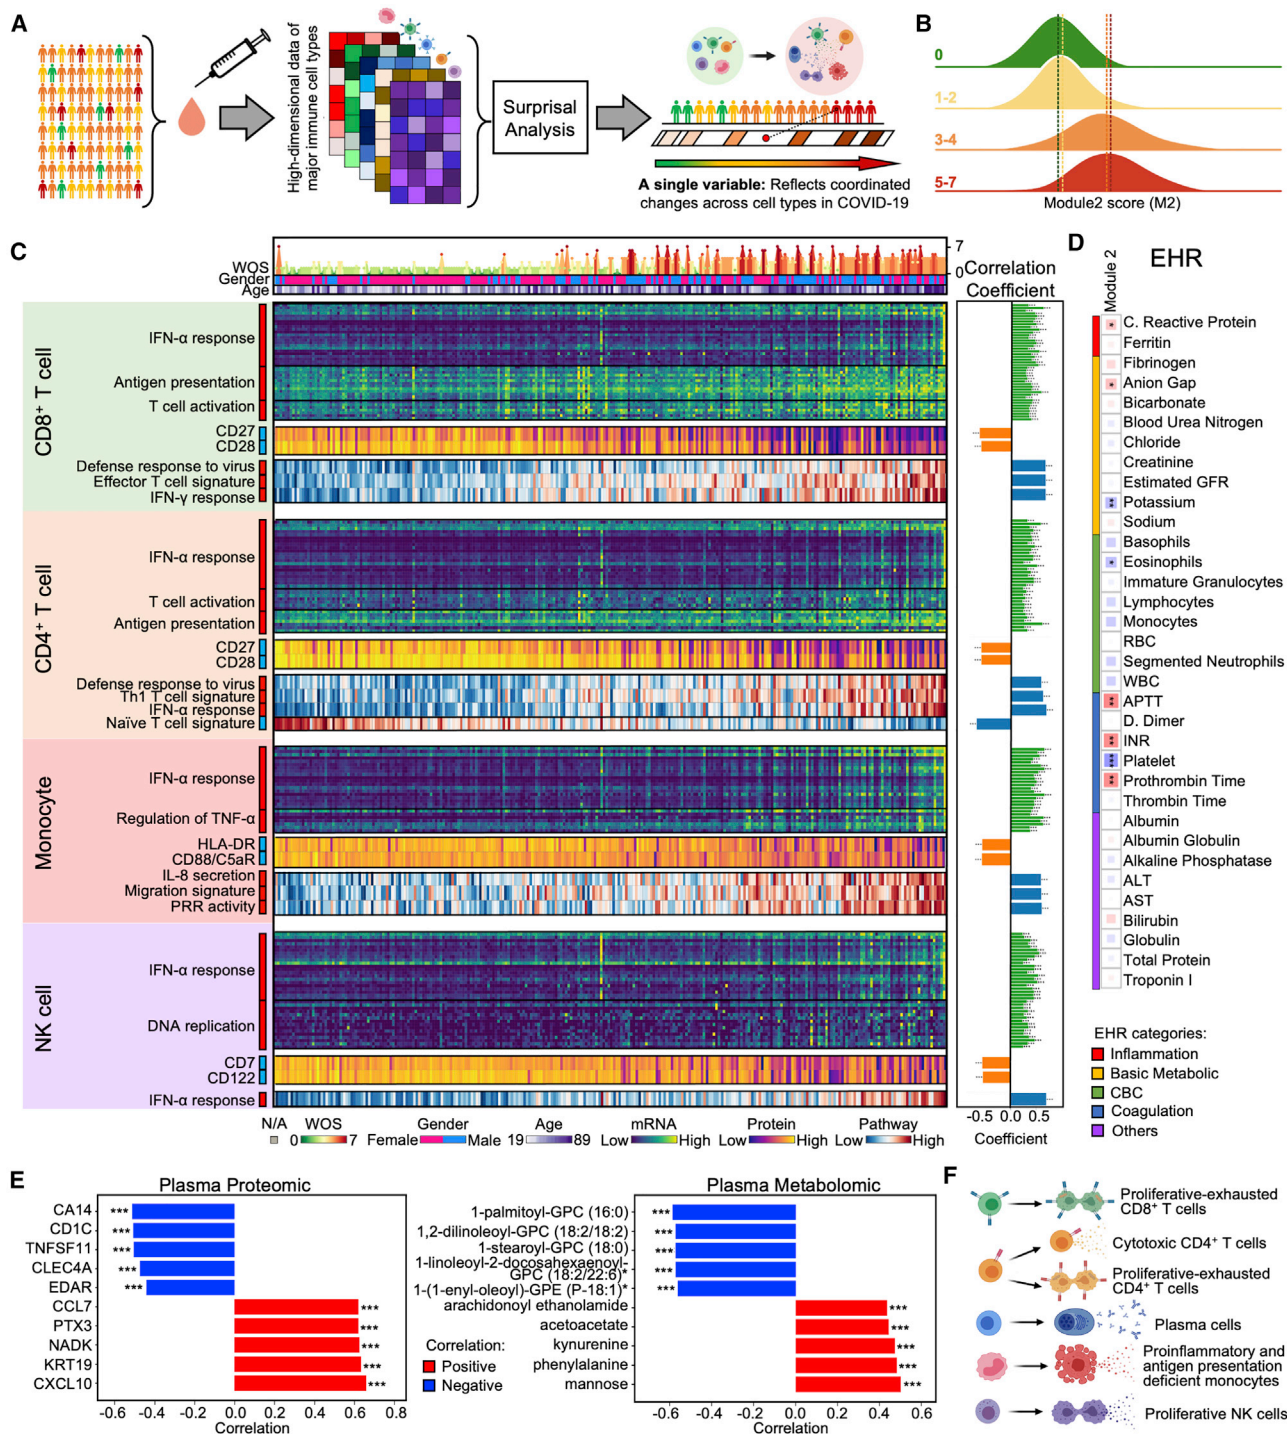 A
High-dimensional data of
major immune cell types
Surprisal
Analysis
A single variable: Reflects coordinated
changes across cell types in COVID-19
B
0
1-2
3-4
5-7
Module2 score (M2)
C
WOS
Gender
Age
7
0
Correlation
Coefficient
CD8+ T cell
IFN-α response
Antigen presentation
T cell activation
CD27
CD28
Defense response to virus
Effector T cell signature
IFN-γ response
CD4+ T cell
IFN-α response
T cell activation
Antigen presentation
CD27
CD28
Defense response to virus
Th1 T cell signature
IFN-α response
Naïve T cell signature
Monocyte
IFN-α response
Regulation of TNF-α
HLA-DR
CD88/C5aR
IL-8 secretion
Migration signature
PRR activity
NK cell
IFN-α response
DNA replication
CD7
CD122
IFN-α response
-0.5 0.0 0.5
Coefficient
N/A
WOS
0 7
Gender
Female Male
Age
19 89
mRNA
Low High
Protein
Low High
Pathway
Low High
D
EHR
Module 2
C. Reactive Protein
Ferritin
Fibrinogen
Anion Gap
Bicarbonate
Blood Urea Nitrogen
Chloride
Creatinine
Estimated GFR
Potassium
Sodium
Basophils
Eosinophils
Immature Granulocytes
Lymphocytes
Monocytes
RBC
Segmented Neutrophils
WBC
APTT
D. Dimer
INR
Platelet
Prothrombin Time
Thrombin Time
Albumin
Albumin Globulin
Alkaline Phosphatase
ALT
AST
Bilirubin
Globulin
Total Protein
Troponin I
EHR categories:
Inflammation
Basic Metabolic
CBC
Coagulation
Others
E
Plasma Proteomic
CA14 ***
CD1C ***
TNFSF11 ***
CLEC4A ***
EDAR ***
CCL7 ***
PTX3 ***
NADK ***
KRT19 ***
CXCL10 ***
-0.6 -0.4 -0.2 0.0 0.2 0.4 0.6 0.8
Correlation
Correlation:
Positive
Negative
Plasma Metabolomic
1-palmitoyl-GPC (16:0) ***
1,2-dilinoleoyl-GPC (18:2/18:2) ***
1-stearoyl-GPC (18:0) ***
1-linoleoyl-2-docosahexaenoyl-
GPC (18:2/22:6)* ***
1-(1-enyl-oleoyl)-GPE (P-18:1)* ***
arachidonoyl ethanolamide ***
acetoacetate ***
kynurenine ***
phenylalanine ***
mannose ***
-0.6 -0.4 -0.2 0.0 0.2 0.4 0.6
Correlation
F
Proliferative-exhausted
CD8+ T cells
Cytotoxic CD4+ T cells
Proliferative-exhausted
CD4+ T cells
Plasma cells
Proinflammatory and
antigen presentation
deficient monocytes
Proliferative NK cells